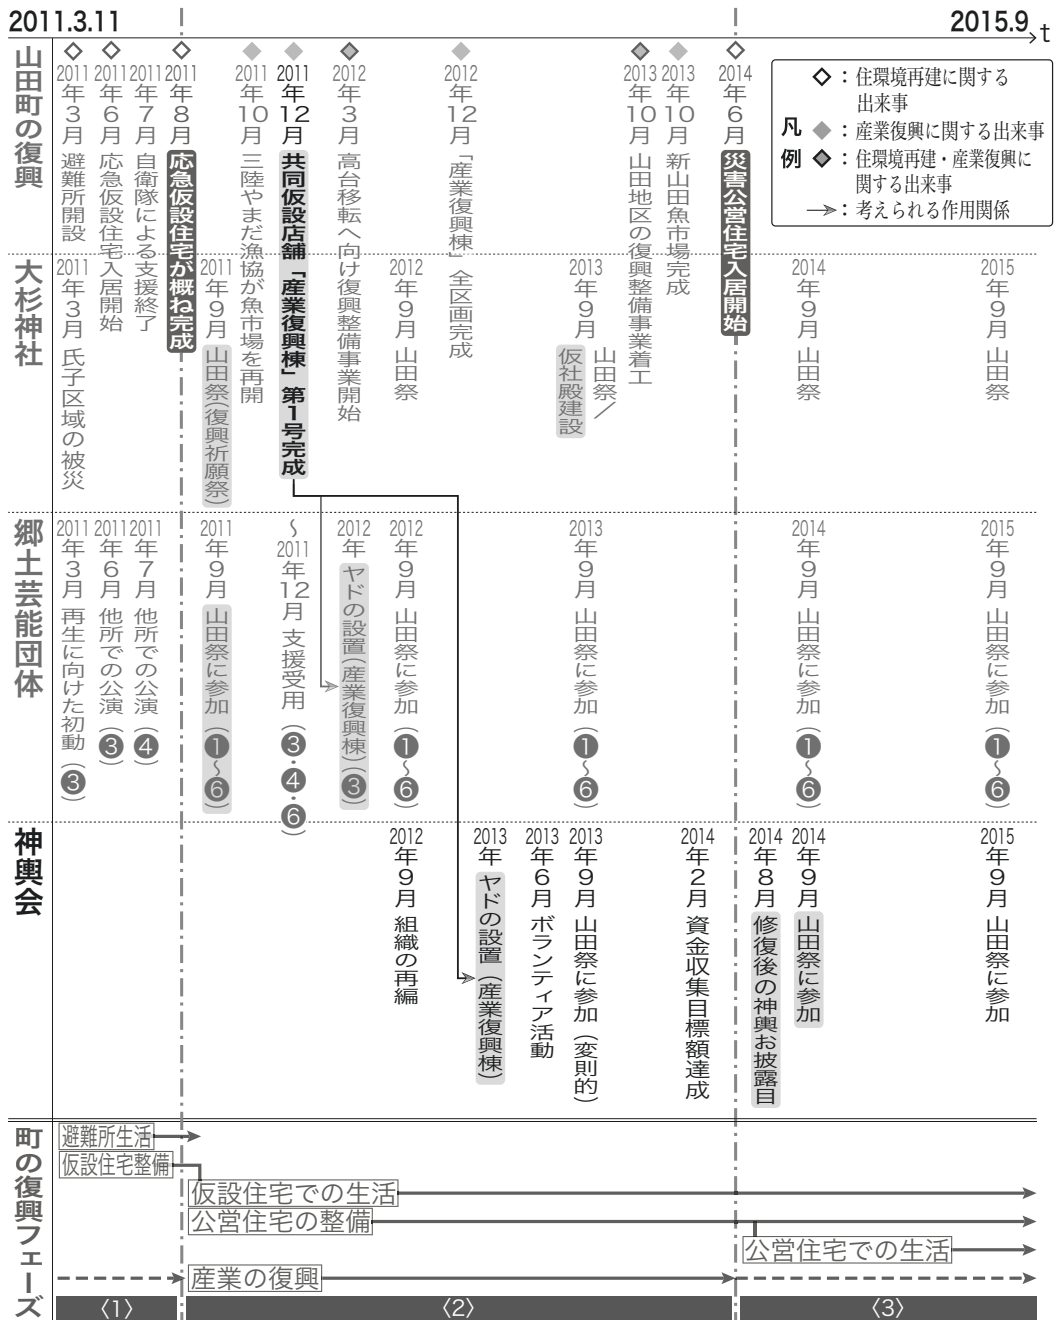 2011.3.11
2015.9
t
◇：住環境再建に関する
出来事
凡例
◆：産業復興に関する出来事
◆：住環境再建・産業復興に
関する出来事
→：考えられる作用関係
山田町の復興
2011年3月 避難所開設
2011年6月 応急仮設住宅入居開始
2011年7月 自衛隊による支援終了
2011年8月 応急仮設住宅が概ね完成
2011年10月 三陸やまだ漁協が魚市場を再開
2011年12月 共同仮設店舗「産業復興棟」第1号完成
2012年3月 高台移転へ向け復興整備事業開始
2012年12月 「産業復興棟」全区画完成
2013年10月 山田地区の復興整備事業着工
2013年10月 新山田魚市場完成
2014年6月 災害公営住宅入居開始
大杉神社
2011年3月 氏子区域の被災
2011年9月 山田祭(復興祈願祭)
2012年9月 山田祭
2013年9月 山田祭／
仮社殿建設
2014年9月 山田祭
2015年9月 山田祭
郷土芸能団体
2011年3月 再生に向けた初動(❸)
2011年6月 他所での公演(❸)
2011年7月 他所での公演(❹)
2011年9月 山田祭に参加(❶〜❻)
〜2011年12月 支援受用(❸・❹・❻)
2012年 ヤドの設置(産業復興棟)(❸)
2012年9月 山田祭に参加(❶〜❻)
2013年9月 山田祭に参加(❶〜❻)
2014年9月 山田祭に参加(❶〜❻)
2015年9月 山田祭に参加(❶〜❻)
神輿会
2012年9月 組織の再編
2013年 ヤドの設置(産業復興棟)
2013年6月 ボランティア活動
2013年9月 山田祭に参加(変則的)
2014年2月 資金収集目標額達成
2014年8月 修復後の神輿お披露目
2014年9月 山田祭に参加
2015年9月 山田祭に参加
町の復興フェーズ
避難所生活
仮設住宅整備
仮設住宅での生活
公営住宅の整備
公営住宅での生活
産業の復興
〈1〉
〈2〉
〈3〉